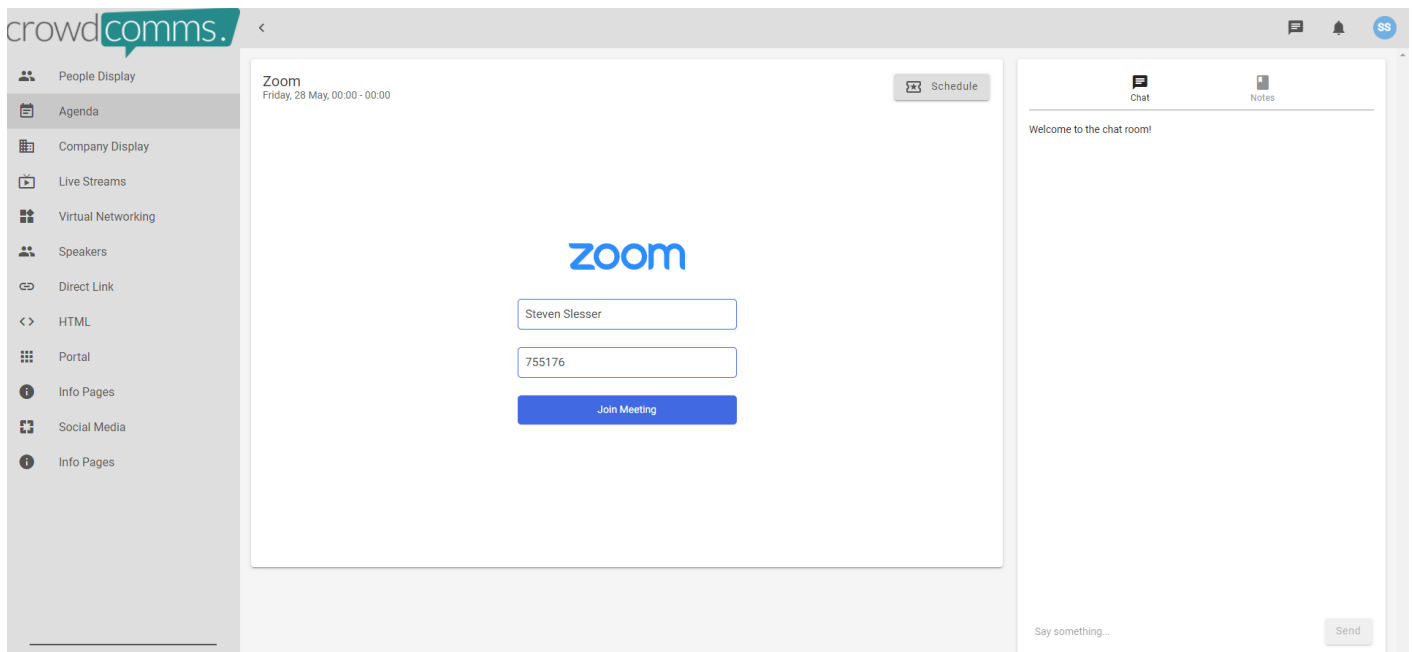 crowdcomms.
SS
People Display
Agenda
Company Display
Live Streams
Virtual Networking
Speakers
Direct Link
HTML
Portal
Info Pages
Social Media
Info Pages
Zoom
Friday, 28 May, 00:00 - 00:00
Schedule
zoom
Steven Slesser
755176
Join Meeting
Chat
Notes
Welcome to the chat room!
Say something...
Send